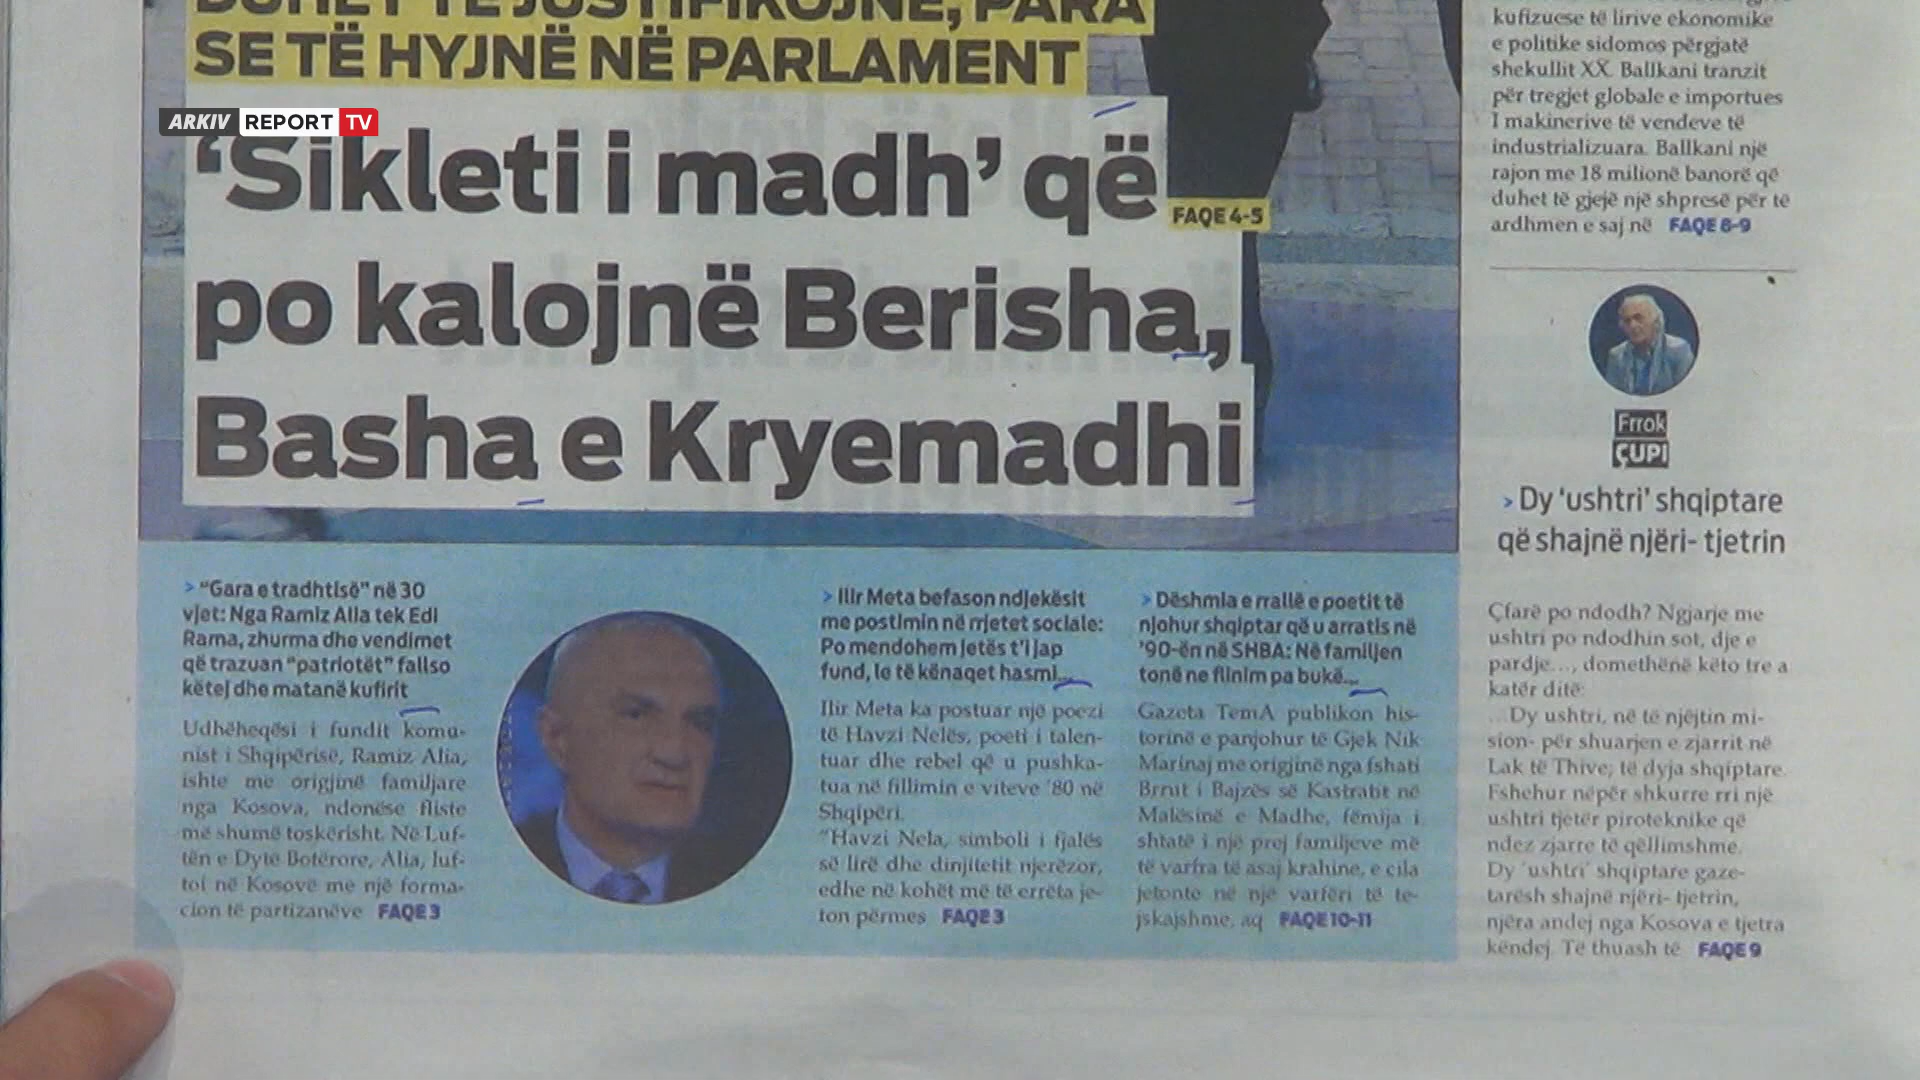 DUHET TË JUSTIFIKOJNË, PARA
SE TË HYJNË NË PARLAMENT
ARKIV REPORT TV
‘Sikleti i madh’ që
FAQE 4-5
po kalojnë Berisha,
Basha e Kryemadhi
> “Gara e tradhtisë” në 30
vjet: Nga Ramiz Alia tek Edi
Rama, zhurma dhe vendimet
që trazuan “patriotët” fallso
këtej dhe matanë kufirit
Udhëheqësi i fundit komu-
nist i Shqipërisë, Ramiz Alia,
ishte me origjinë familjare
nga Kosova, ndonëse fliste
më shumë toskërisht. Në Luf-
tën e Dytë Botërore, Alia, luf-
toi në Kosovë me një forma-
cion të partizanëve FAQE 3
> Ilir Meta befason ndjekësit
me postimin në rrjetet sociale:
Po mendohem jetës t’i jap
fund, le të kënaqet hasmi...
Ilir Meta ka postuar një poezi
të Havzi Nelës, poeti i talen-
tuar dhe rebel që u pushka-
tua në fillimin e viteve ’80 në
Shqipëri.
“Havzi Nela, simboli i fjalës
së lirë dhe dinjitetit njerëzor,
edhe në kohët më të errëta je-
ton përmes FAQE 3
> Dëshmia e rrallë e poetit të
njohur shqiptar që u arratis në
’90-ën në SHBA: Në familjen
tonë ne flinim pa bukë...
Gazeta TemA publikon his-
torinë e panjohur të Gjek Nik
Marinaj me origjinë nga fshati
Brrut i Bajzës së Kastratit në
Malësinë e Madhe, fëmija i
shtatë i një prej familjeve më
të varfra të asaj krahine, e cila
jetonte në një varfëri të te-
jskajshme, aq FAQE 10-11
kufizuese të lirive ekonomike
e politike sidomos përgjatë
shekullit XX. Ballkani tranzit
për tregjet globale e importues
I makinerive të vendeve të
industrializuara. Ballkani një
rajon me 18 milionë banorë që
duhet të gjejë një shpresë për të
ardhmen e saj në FAQE 8-9
Frrok
ÇUPI
> Dy ‘ushtri’ shqiptare
që shajnë njëri- tjetrin
Çfarë po ndodh? Ngjarje me
ushtri po ndodhin sot, dje e
pardje..., domethënë këto tre a
katër ditë:
...Dy ushtri, në të njëjtin mi-
sion- për shuarjen e zjarrit në
Lak të Thive; të dyja shqiptare.
Fshehur nëpër shkurre rri një
ushtri tjetër piroteknike që
ndez zjarre të qëllimshme.
Dy ‘ushtri’ shqiptare gaze-
tarësh shajnë njëri- tjetrin,
njëra andej nga Kosova e tjetra
këndej. Të thuash të FAQE 9